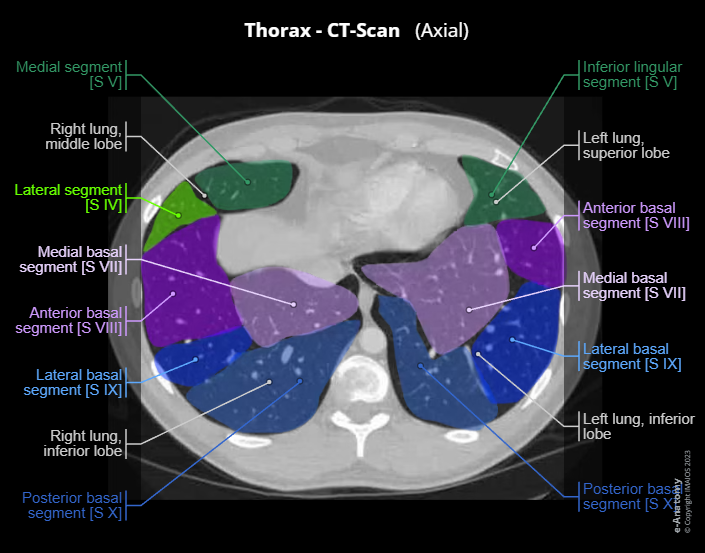 Thorax - CT-Scan (Axial)
Medial segment
[S V]
Right lung,
middle lobe
Lateral segment
[S IV]
Medial basal
segment [S VII]
Anterior basal
segment [S VIII]
Lateral basal
segment [S IX]
Right lung,
inferior lobe
Posterior basal
segment [S X]
Inferior lingular
segment [S V]
Left lung,
superior lobe
Anterior basal
segment [S VIII]
Medial basal
segment [S VII]
Lateral basal
segment [S IX]
Left lung, inferior
lobe
Posterior basal
segment [S X]
e-Anatomy
© Copyright IMAIOS 2023